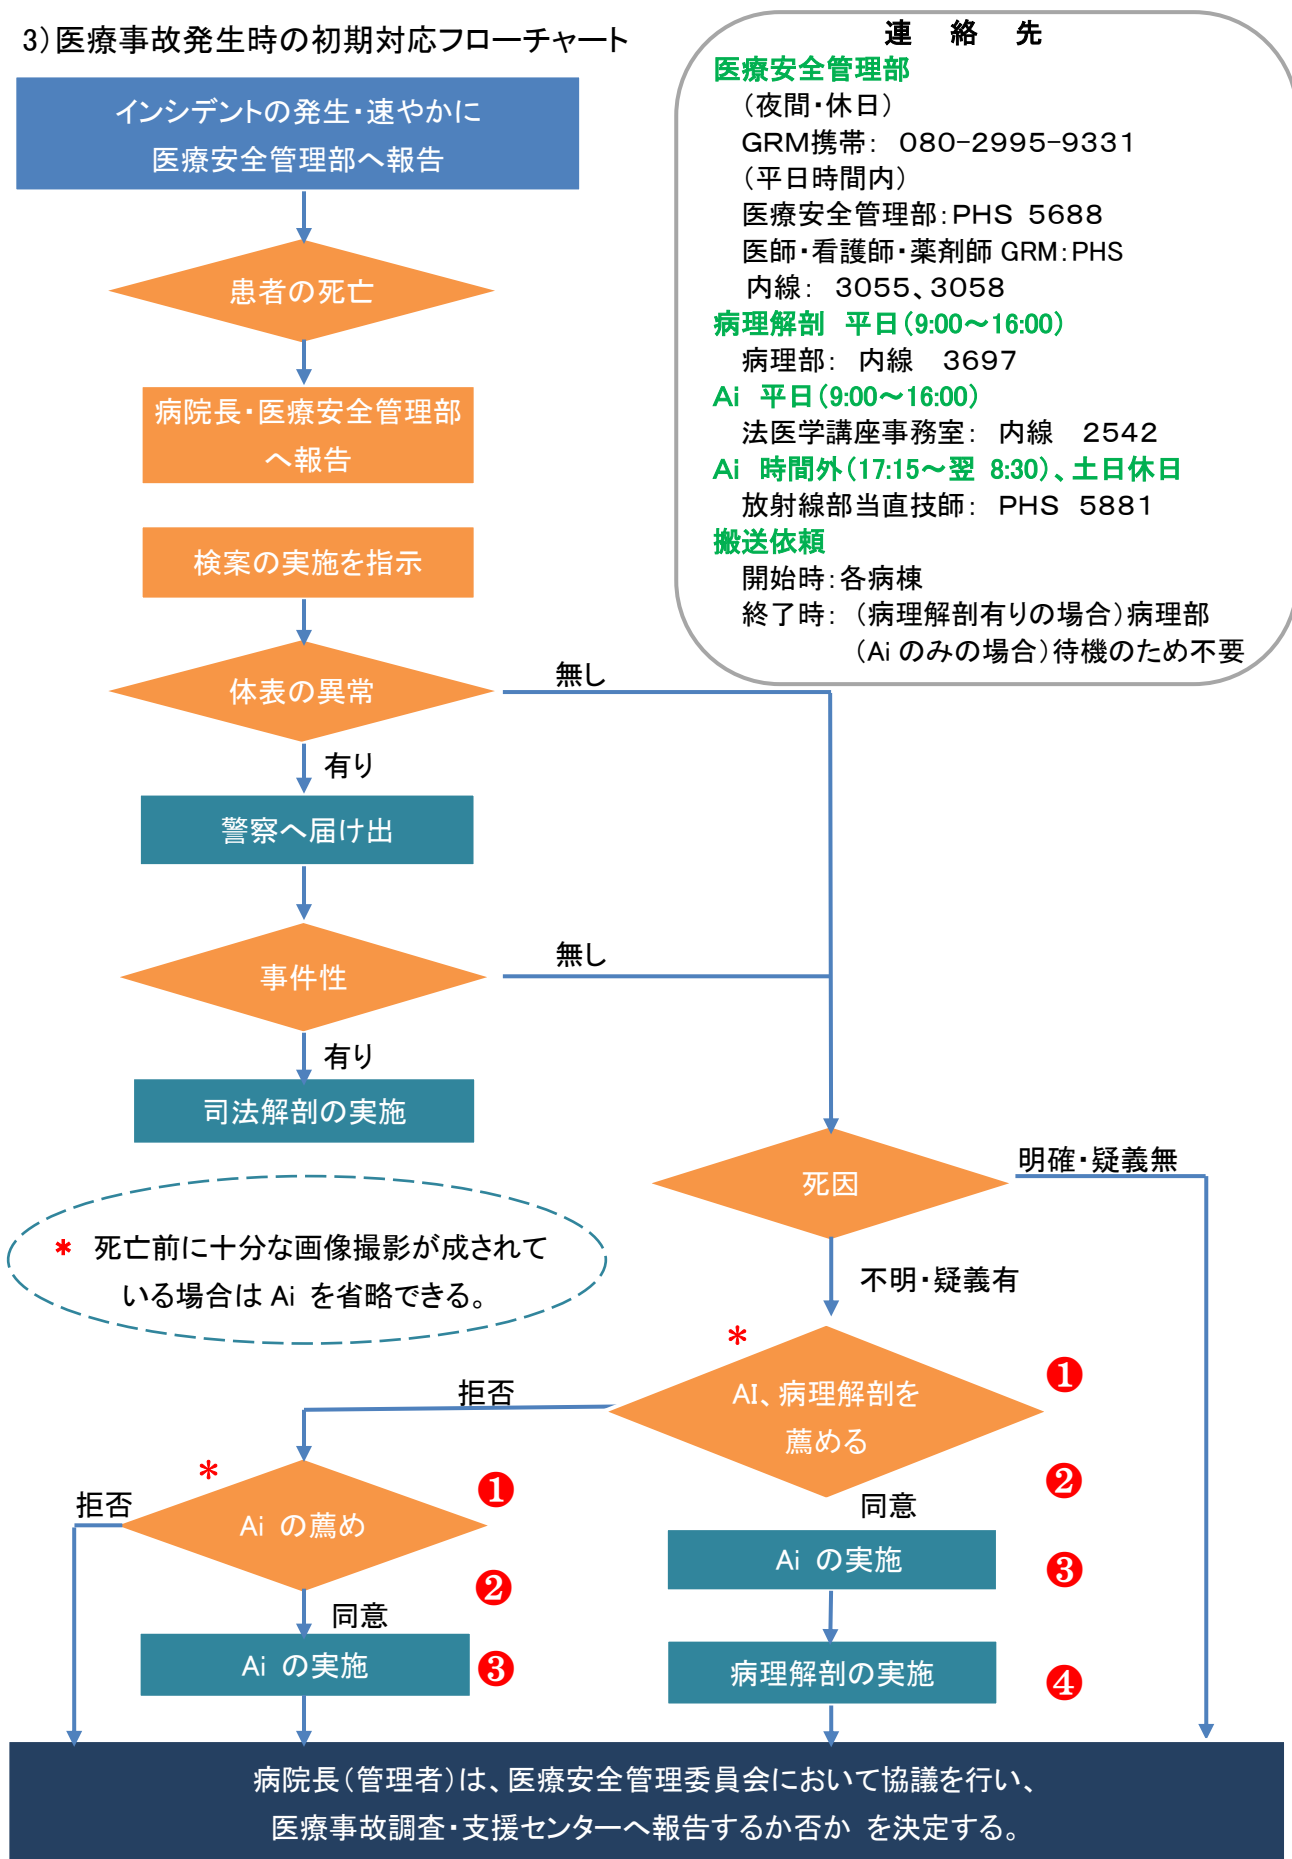 3)医療事故発生時の初期対応フローチャート
インシデントの発生・速やかに
医療安全管理部へ報告
患者の死亡
病院長・医療安全管理部
へ報告
検案の実施を指示
体表の異常
無し
有り
警察へ届け出
事件性
無し
有り
司法解剖の実施
連 絡 先
医療安全管理部
(夜間・休日)
GRM携帯: 080-2995-9331
(平日時間内)
医療安全管理部:PHS 5688
医師・看護師・薬剤師 GRM:PHS
内線: 3055、3058
病理解剖 平日(9:00～16:00)
病理部: 内線 3697
Ai 平日(9:00～16:00)
法医学講座事務室: 内線 2542
Ai 時間外(17:15～翌 8:30)、土日休日
放射線部当直技師: PHS 5881
搬送依頼
開始時:各病棟
終了時: (病理解剖有りの場合)病理部
(Ai のみの場合)待機のため不要
死因
明確・疑義無
不明・疑義有
* 死亡前に十分な画像撮影が成されて
いる場合は Ai を省略できる。
*
AI、病理解剖を
薦める
❶
❷
拒否
同意
Ai の実施
❸
病理解剖の実施
❹
*
Ai の薦め
❶
❷
拒否
同意
Ai の実施
❸
病院長(管理者)は、医療安全管理委員会において協議を行い、
医療事故調査・支援センターへ報告するか否か を決定する。